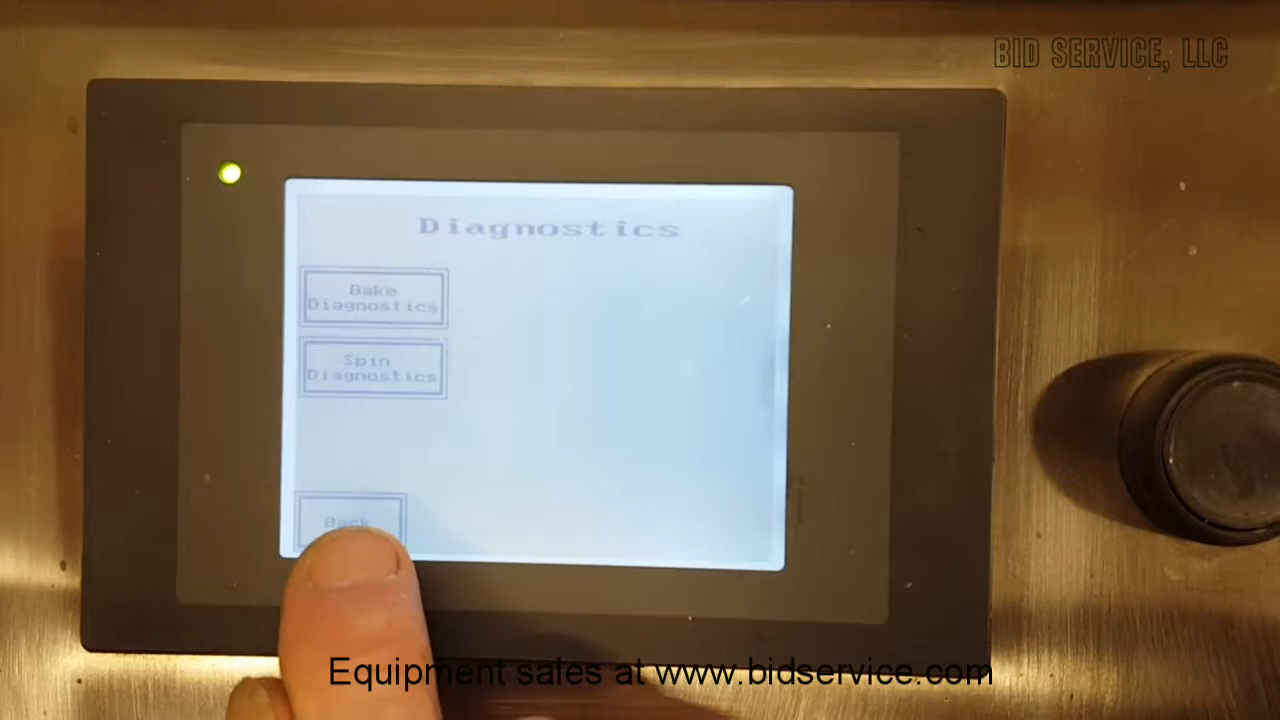 BID SERVICE, LLC
Diagnostics
Bake
Diagnostics
Spin
Diagnostics
Back
Equipment sales at www.bidservice.com